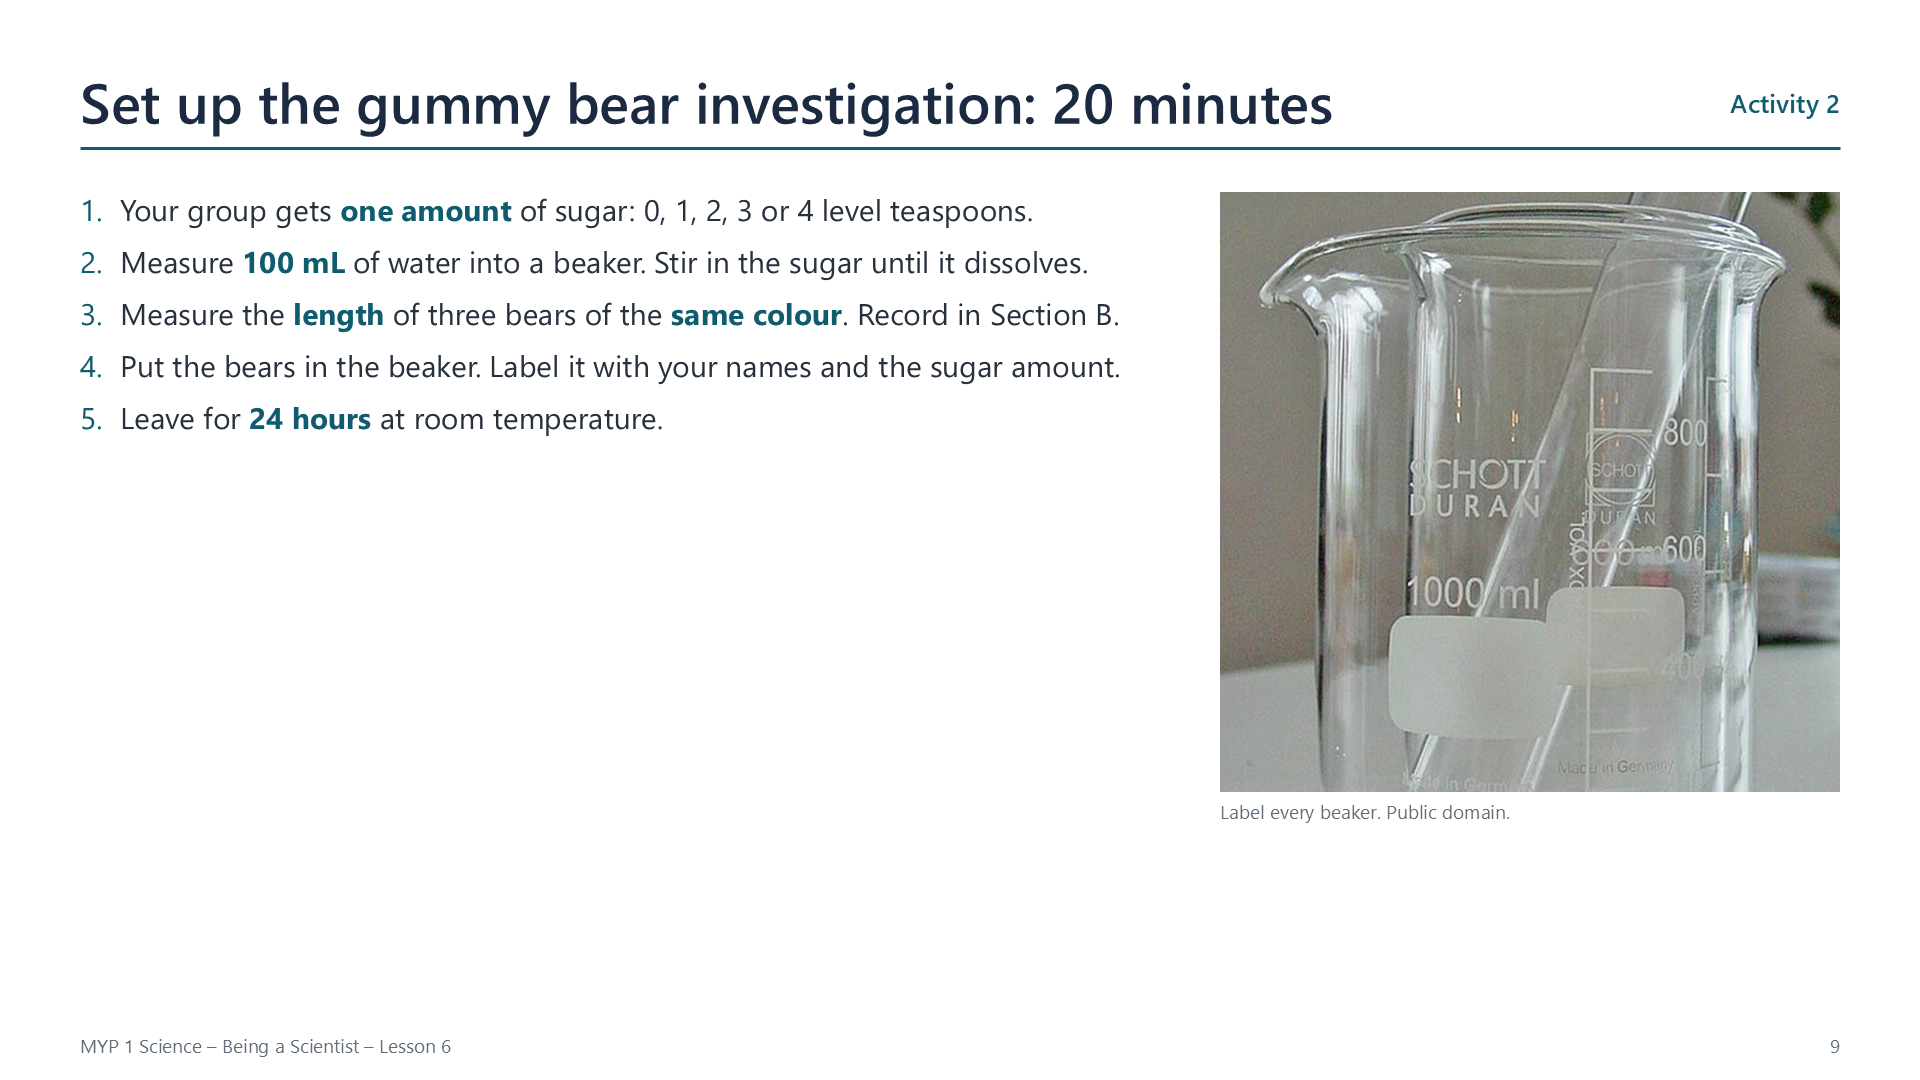 Set up the gummy bear investigation: 20 minutes
Activity 2
1. Your group gets one amount of sugar: 0, 1, 2, 3 or 4 level teaspoons.
2. Measure 100 mL of water into a beaker. Stir in the sugar until it dissolves.
3. Measure the length of three bears of the same colour. Record in Section B.
4. Put the bears in the beaker. Label it with your names and the sugar amount.
5. Leave for 24 hours at room temperature.
800
SCHOTT
DURAN
SCHOTT
DURAN
600
1000 ml
400
Made in Germany
Made in Germany
Label every beaker. Public domain.
MYP 1 Science – Being a Scientist – Lesson 6
9